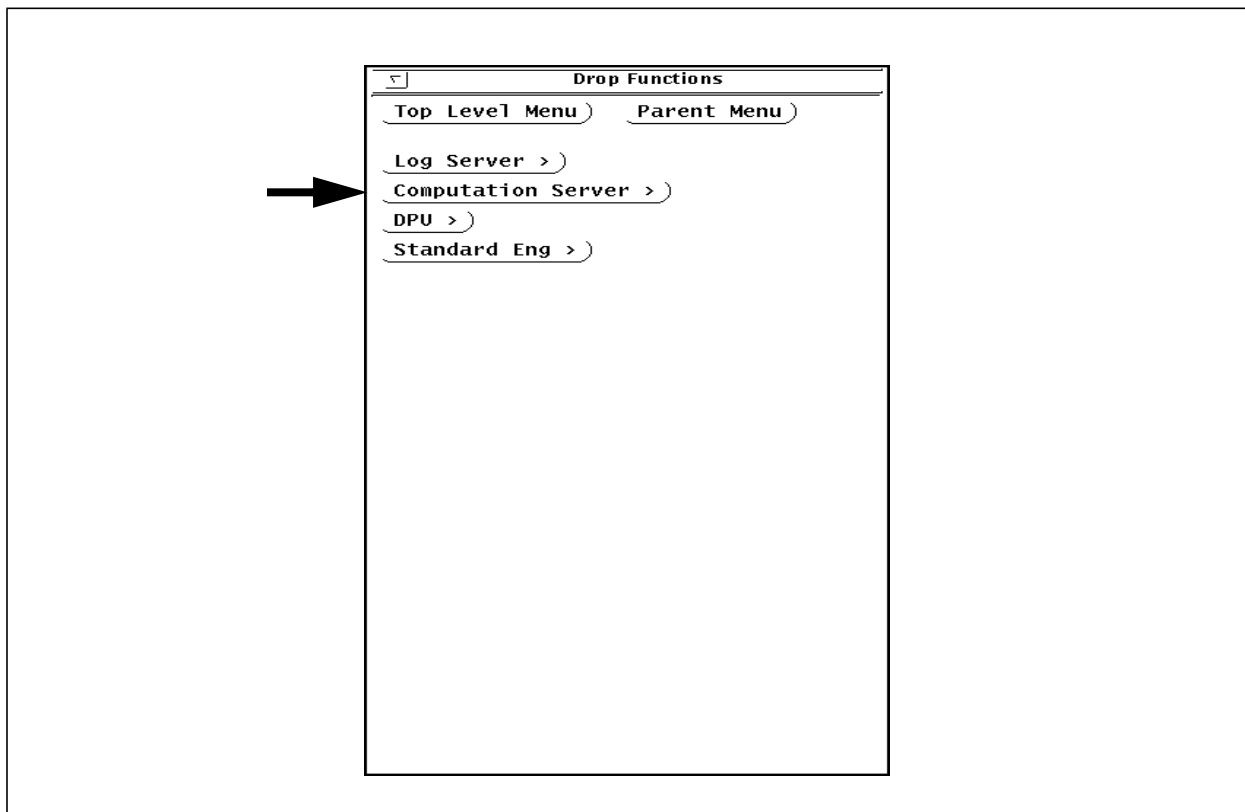 Drop Functions
Top Level Menu Parent Menu
Log Server >
Computation Server >
DPU >
Standard Eng >